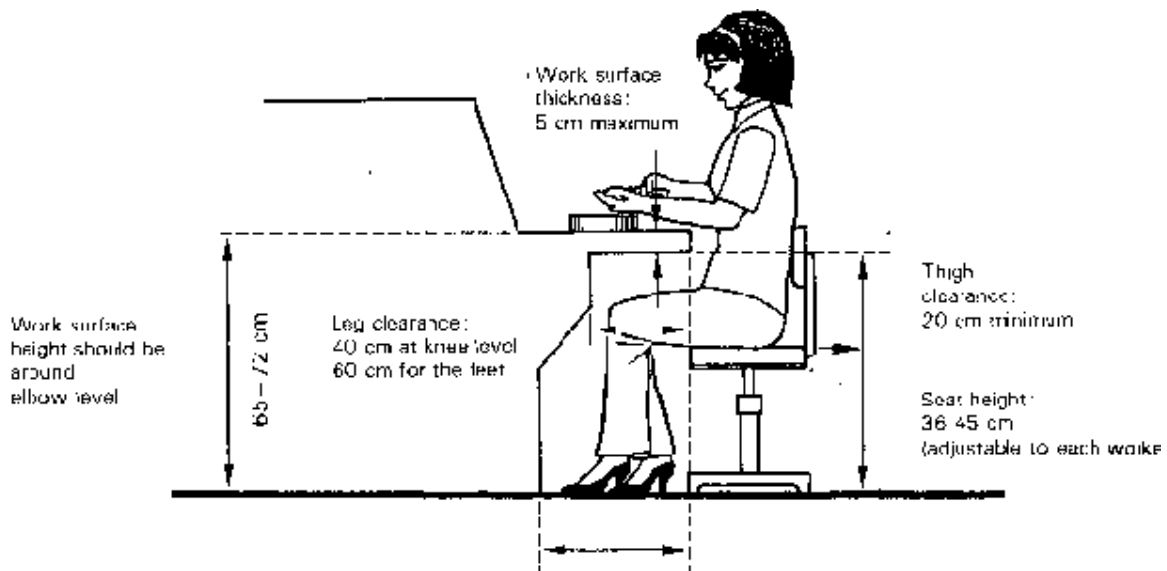 Work surface
thickness:
5 cm maximum
Work surface
height should be
around
elbow level
65–72 cm
Leg clearance:
40 cm at knee level
60 cm for the feet
Thigh
clearance:
20 cm minimum
Seat height:
36-45 cm
(adjustable to each worke